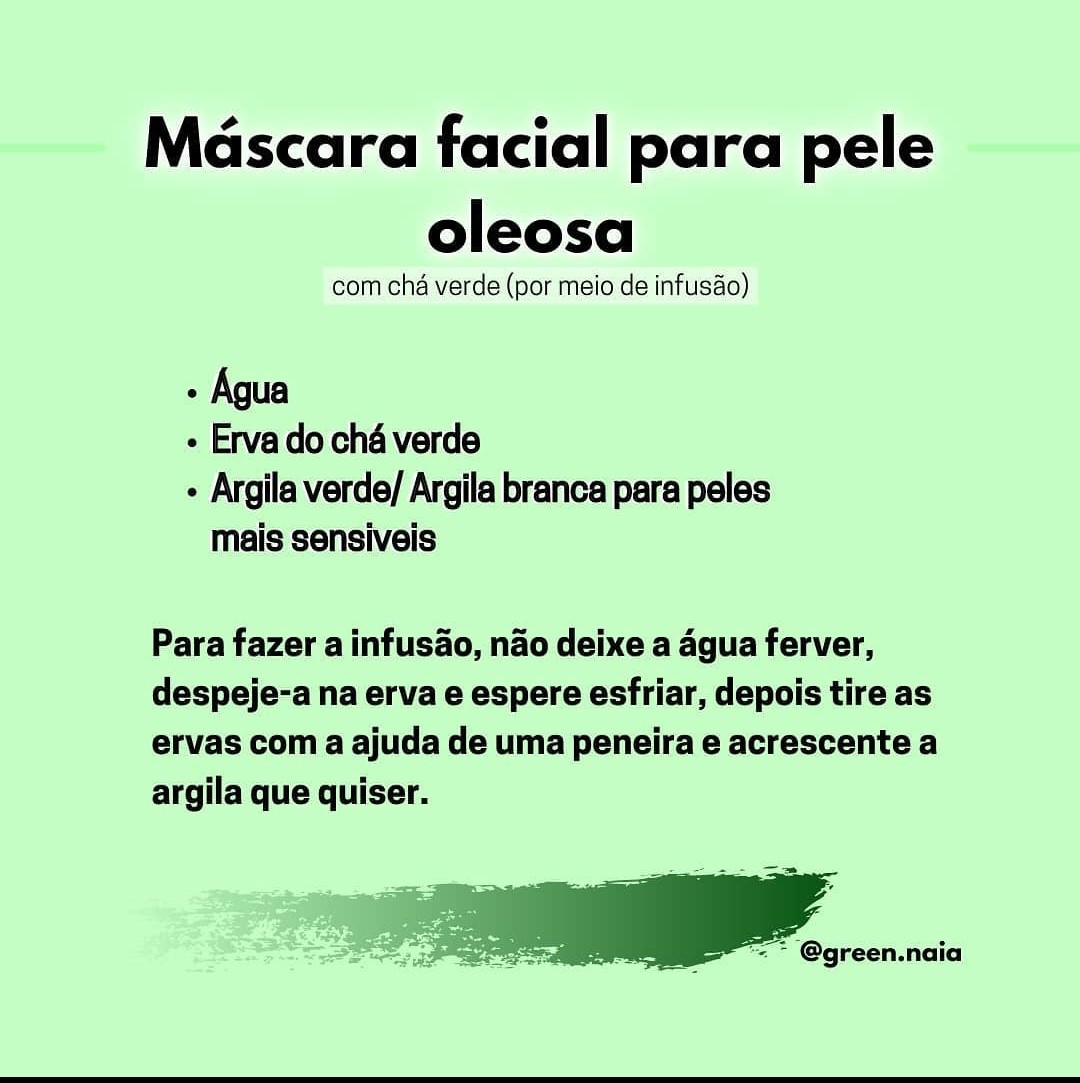 Máscara facial para pele
oleosa
com chá verde (por meio de infusão)
• Água
• Erva do chá verde
• Argila verde/ Argila branca para peles
mais sensiveis
Para fazer a infusão, não deixe a água ferver,
despeje-a na erva e espere esfriar, depois tire as
ervas com a ajuda de uma peneira e acrescente a
argila que quiser.
@green.naia